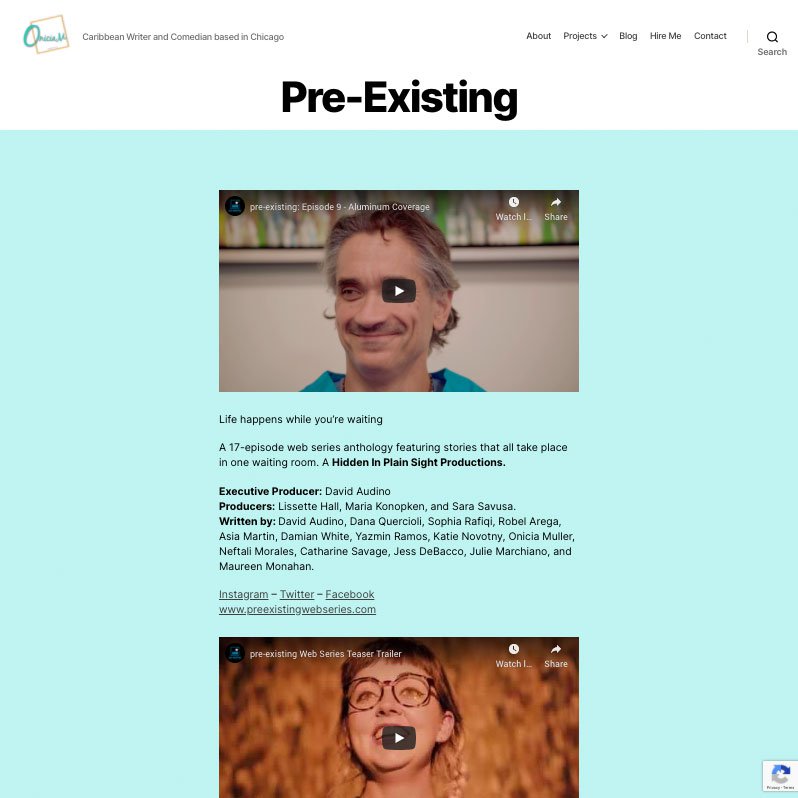 OniciaM
Caribbean Writer and Comedian based in Chicago
About Projects Blog Hire Me Contact
Search
Pre-Existing
pre-existing: Episode 9 - Aluminum Coverage
Watch l... Share
Life happens while you're waiting
A 17-episode web series anthology featuring stories that all take place
in one waiting room. A Hidden In Plain Sight Productions.
Executive Producer: David Audino
Producers: Lissette Hall, Maria Konopken, and Sara Savusa.
Written by: David Audino, Dana Quercioli, Sophia Rafiqi, Robel Arega,
Asia Martin, Damian White, Yazmin Ramos, Katie Novotny, Onicia Muller,
Neftali Morales, Catharine Savage, Jess DeBacco, Julie Marchiano, and
Maureen Monahan.
Instagram – Twitter – Facebook
www.preexistingwebseries.com
pre-existing Web Series Teaser Trailer
Watch l... Share
Privacy - Terms